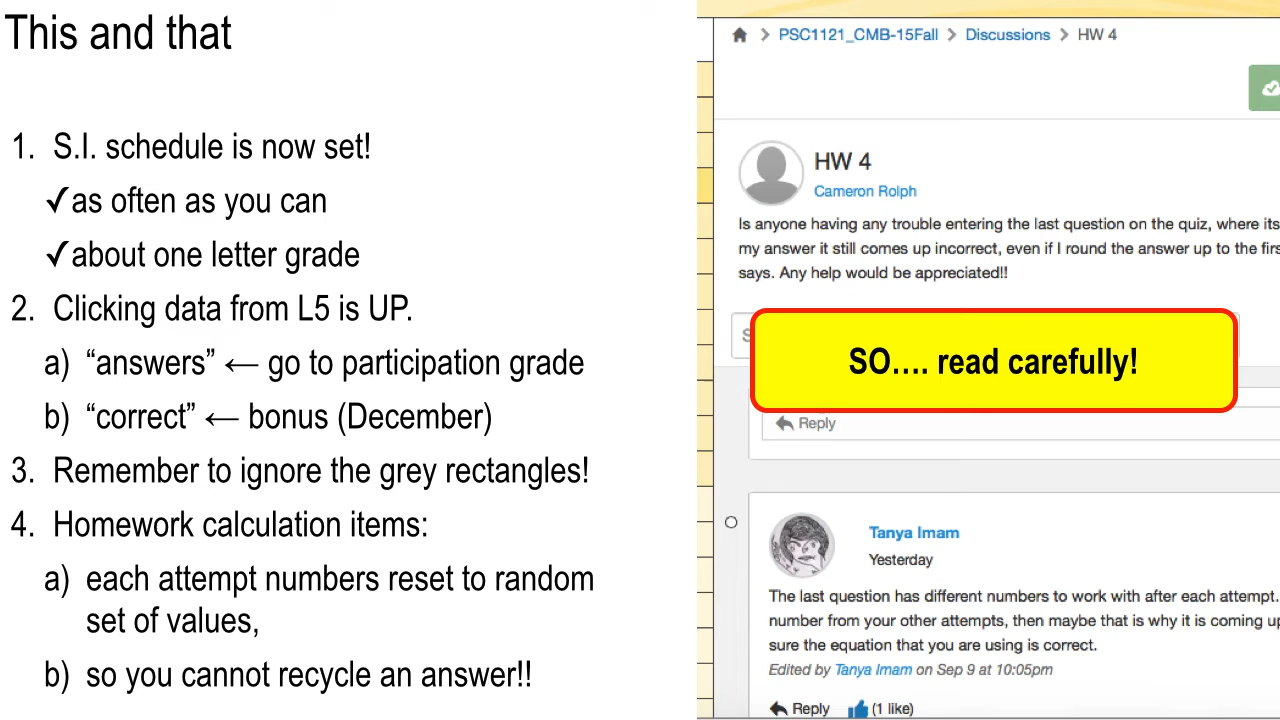 This and that
1. S.I. schedule is now set!
✓as often as you can
✓about one letter grade
2. Clicking data from L5 is UP.
a) “answers” ← go to participation grade
b) “correct” ← bonus (December)
3. Remember to ignore the grey rectangles!
4. Homework calculation items:
a) each attempt numbers reset to random
set of values,
b) so you cannot recycle an answer!!
PSC1121_CMB-15Fall > Discussions > HW 4
HW 4
Cameron Rolph
Is anyone having any trouble entering the last question on the quiz, where its
my answer it still comes up incorrect, even if I round the answer up to the
says. Any help would be appreciated!!
SO.... read carefully!
Reply
Tanya Imam
Yesterday
The last question has different numbers to work with after each attempt.
number from your other attempts, then maybe that is why it is coming
sure the equation that you are using is correct.
Edited by Tanya Imam on Sep 9 at 10:05pm
Reply (1 like)